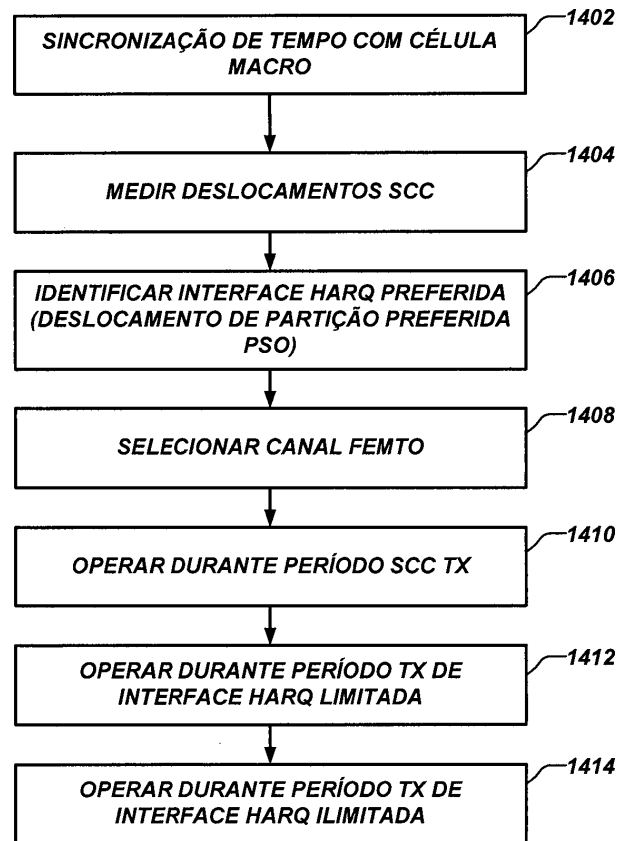 1402
SINCRONIZAÇÃO DE TEMPO COM CÉLULA
MACRO
1404
MEDIR DESLOCAMENTOS SCC
1406
IDENTIFICAR INTERFACE HARQ PREFERIDA
(DESLOCAMENTO DE PARTIÇÃO PREFERIDA
PSO)
1408
SELECIONAR CANAL FEMTO
1410
OPERAR DURANTE PERÍODO SCC TX
1412
OPERAR DURANTE PERÍODO TX DE
INTERFACE HARQ LIMITADA
1414
OPERAR DURANTE PERÍODO TX DE
INTERFACE HARQ ILIMITADA